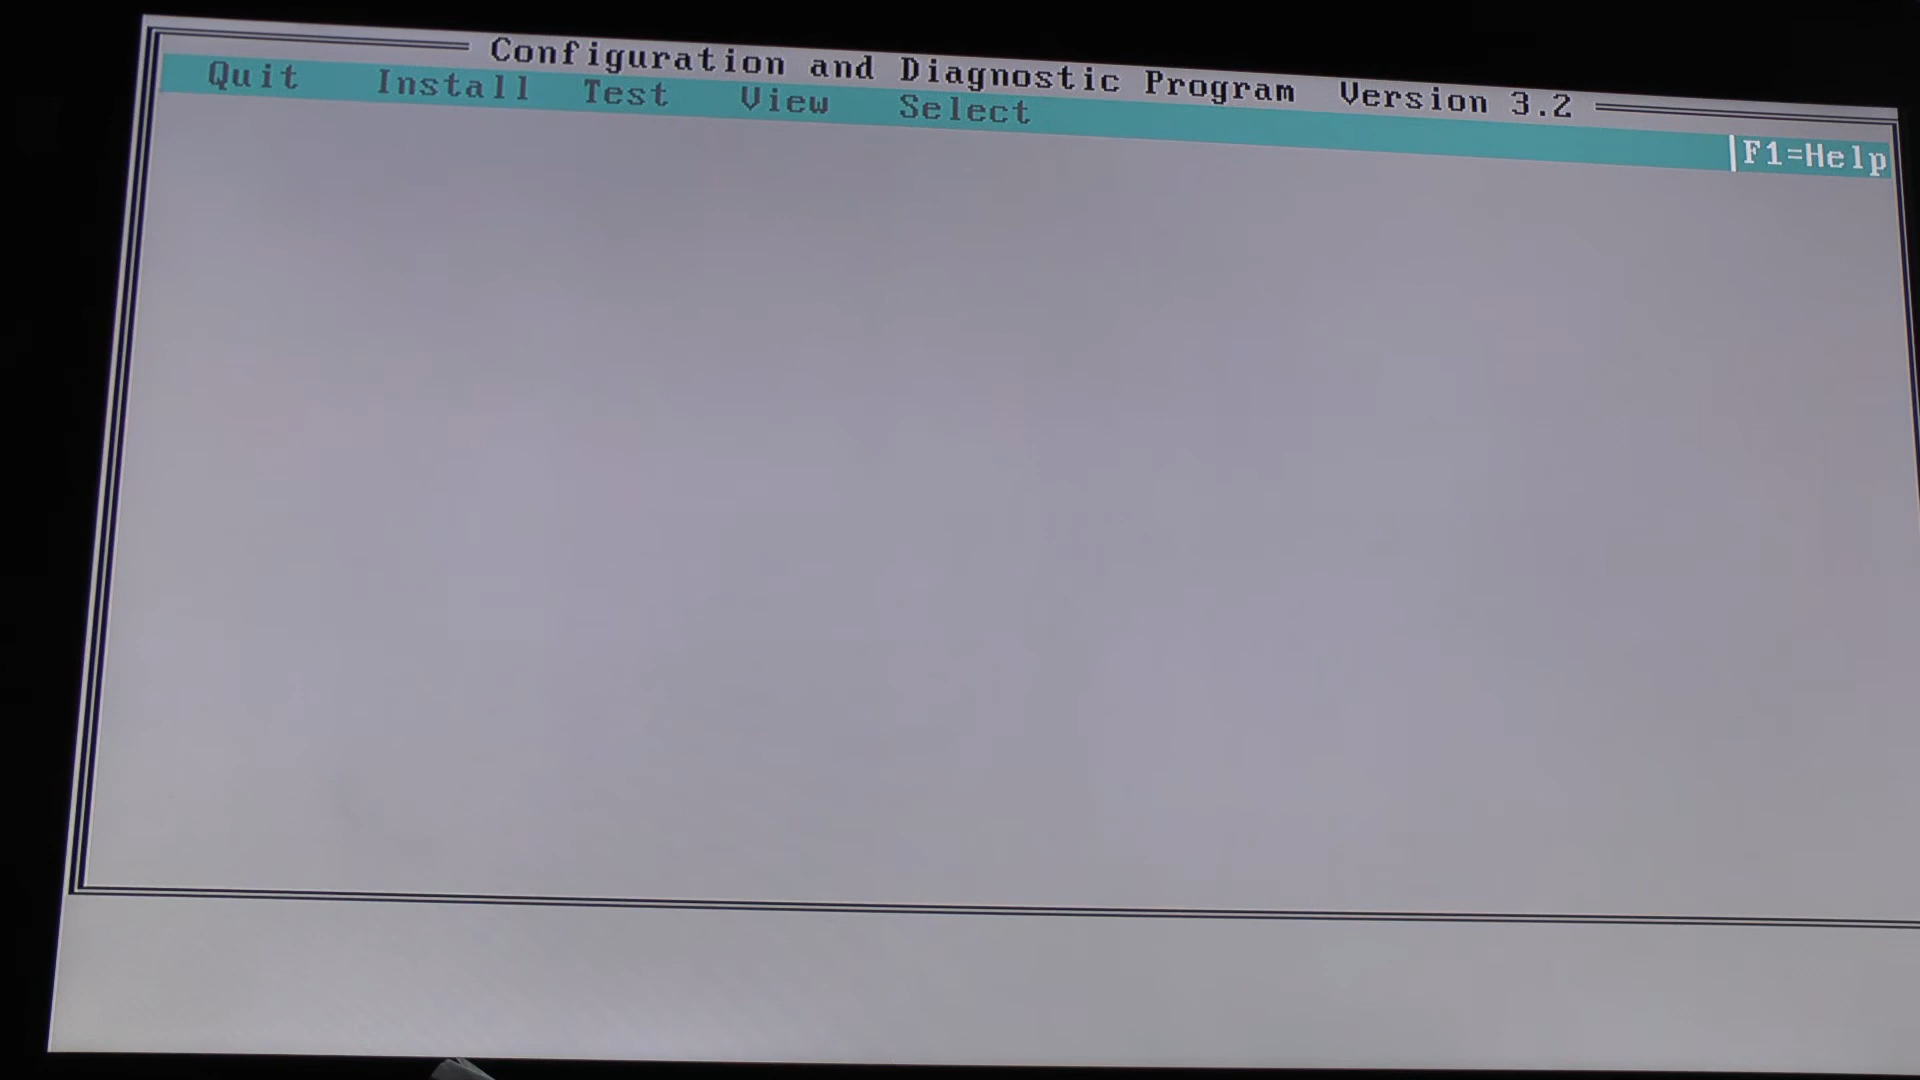 Configuration and Diagnostic Program Version 3.2
Quit Install Test View Select
|F1=Help